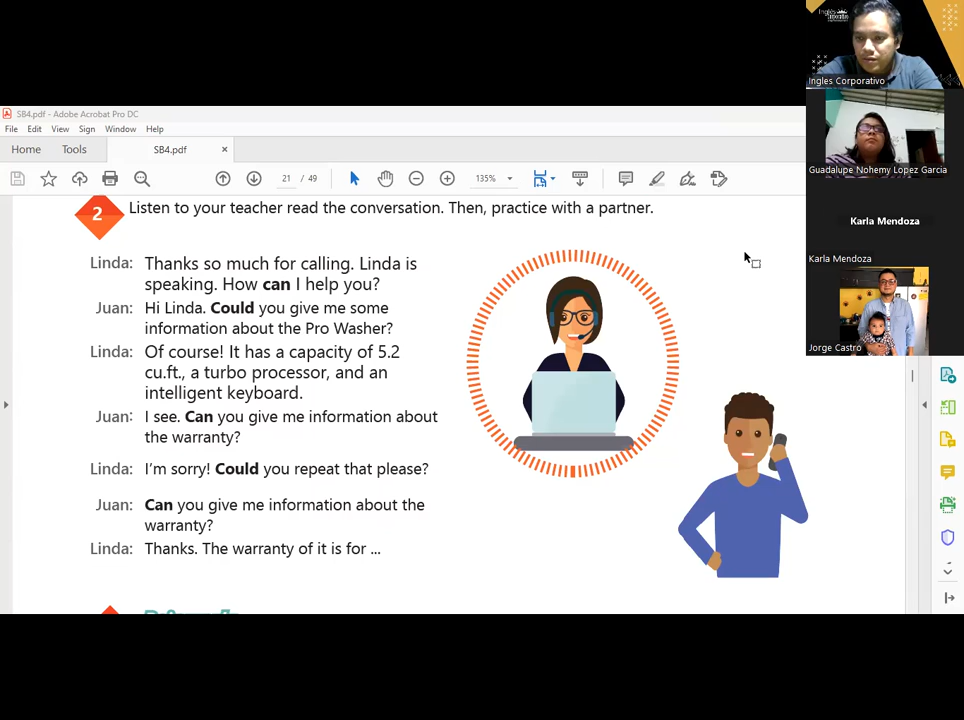 SB4.pdf - Adobe Acrobat Pro DC
File Edit View Sign Window Help
Home Tools SB4.pdf ×
21 / 49 135%
2 Listen to your teacher read the conversation. Then, practice with a partner.
Linda: Thanks so much for calling. Linda is
speaking. How can I help you?
Juan: Hi Linda. Could you give me some
information about the Pro Washer?
Linda: Of course! It has a capacity of 5.2
cu.ft., a turbo processor, and an
intelligent keyboard.
Juan: I see. Can you give me information about
the warranty?
Linda: I'm sorry! Could you repeat that please?
Juan: Can you give me information about the
warranty?
Linda: Thanks. The warranty of it is for ...
Inglés
Ingles Corporativo
Guadalupe Nohemy Lopez Garcia
Karla Mendoza
Karla Mendoza
Jorge Castro